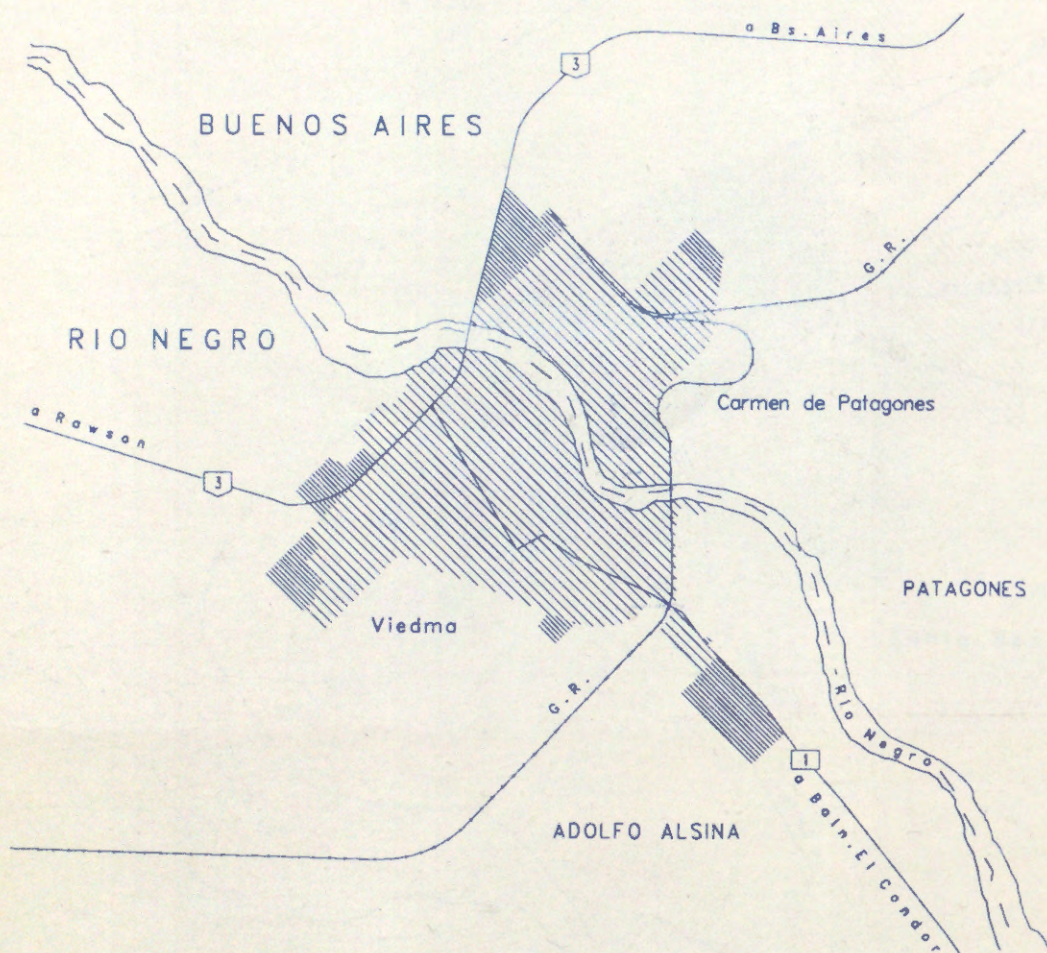 a Bs. Aires
3
BUENOS AIRES
G.R.
RIO NEGRO
Carmen de Patagones
a Rawson
3
PATAGONES
Viedma
G.R.
Río Negro
1
a Baln. El Condor
ADOLFO ALSINA